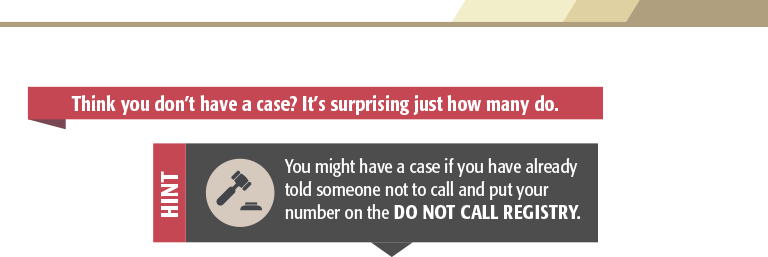 Think you don't have a case? It's surprising just how many do.
HINT
You might have a case if you have already
told someone not to call and put your
number on the DO NOT CALL REGISTRY.